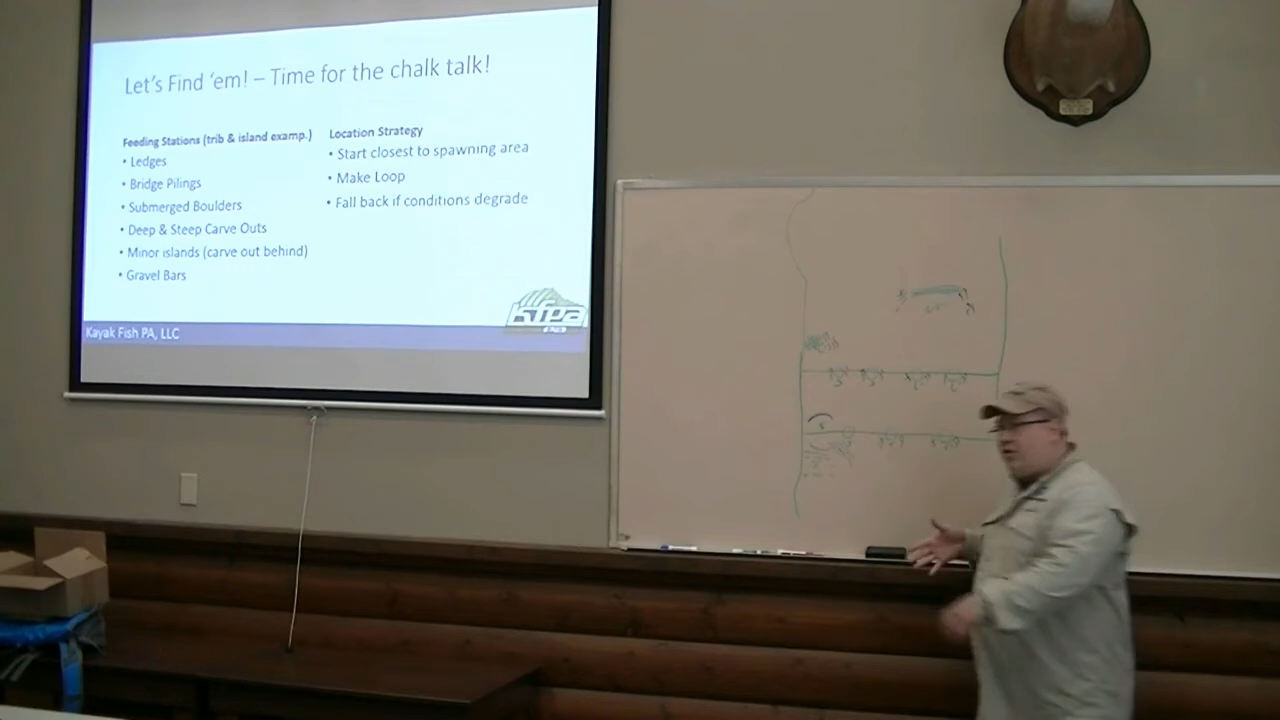 Let's Find 'em! – Time for the chalk talk!
Feeding Stations (trib & island examp.)
• Ledges
• Bridge Pilings
• Submerged Boulders
• Deep & Steep Carve Outs
• Minor islands (carve out behind)
• Gravel Bars
Location Strategy
• Start closest to spawning area
• Make Loop
• Fall back if conditions degrade
kfpa
Kayak Fish PA, LLC